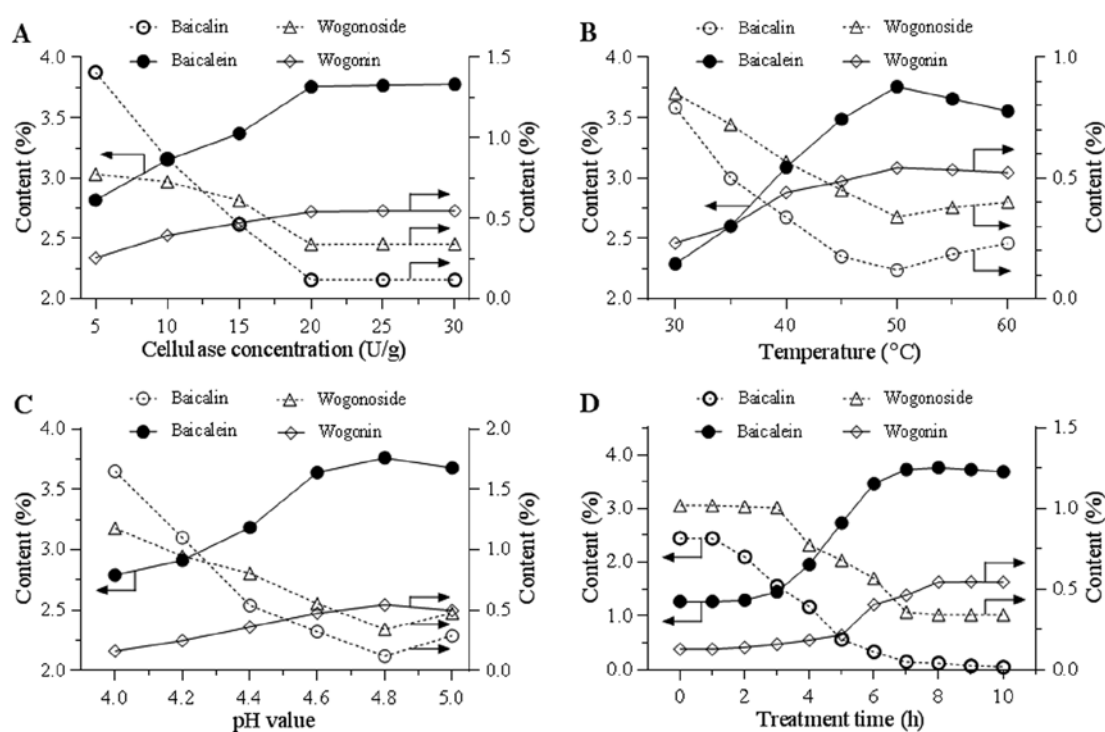 A
Baicalin
Wogonoside
Baicalein
Wogonin
Content (%)
4.0
3.5
3.0
2.5
2.0
1.5
1.0
0.5
0.0
Content (%)
5 10 15 20 25 30
Cellulase concentration (U/g)
B
Baicalin
Wogonoside
Baicalein
Wogonin
Content (%)
4.0
3.5
3.0
2.5
2.0
1.0
0.5
0.0
Content (%)
30 40 50 60
Temperature (°C)
C
Baicalin
Wogonoside
Baicalein
Wogonin
Content (%)
4.0
3.5
3.0
2.5
2.0
2.0
1.5
1.0
0.5
0.0
Content (%)
4.0 4.2 4.4 4.6 4.8 5.0
pH value
D
Baicalin
Wogonoside
Baicalein
Wogonin
Content (%)
4.0
3.0
2.0
1.0
0.0
1.5
1.0
0.5
0.0
Content (%)
0 2 4 6 8 10
Treatment time (h)